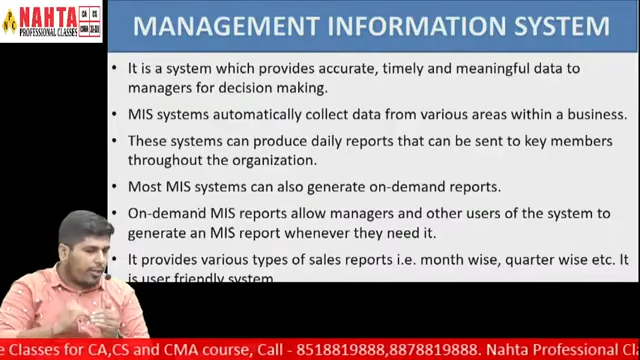 NAHTA
PROFESSIONAL CLASSES
CA CS
MANAGEMENT INFORMATION SYSTEM
• It is a system which provides accurate, timely and meaningful data to
managers for decision making.
• MIS systems automatically collect data from various areas within a business.
• These systems can produce daily reports that can be sent to key members
throughout the organization.
• Most MIS systems can also generate on-demand reports.
• On-demand MIS reports allow managers and other users of the system to
generate an MIS report whenever they need it.
• It provides various types of sales reports i.e. month wise, quarter wise etc. It
is user friendly system
e Classes for CA,CS and CMA course, Call - 8518819888,8878819888. Nahta Professional Cl